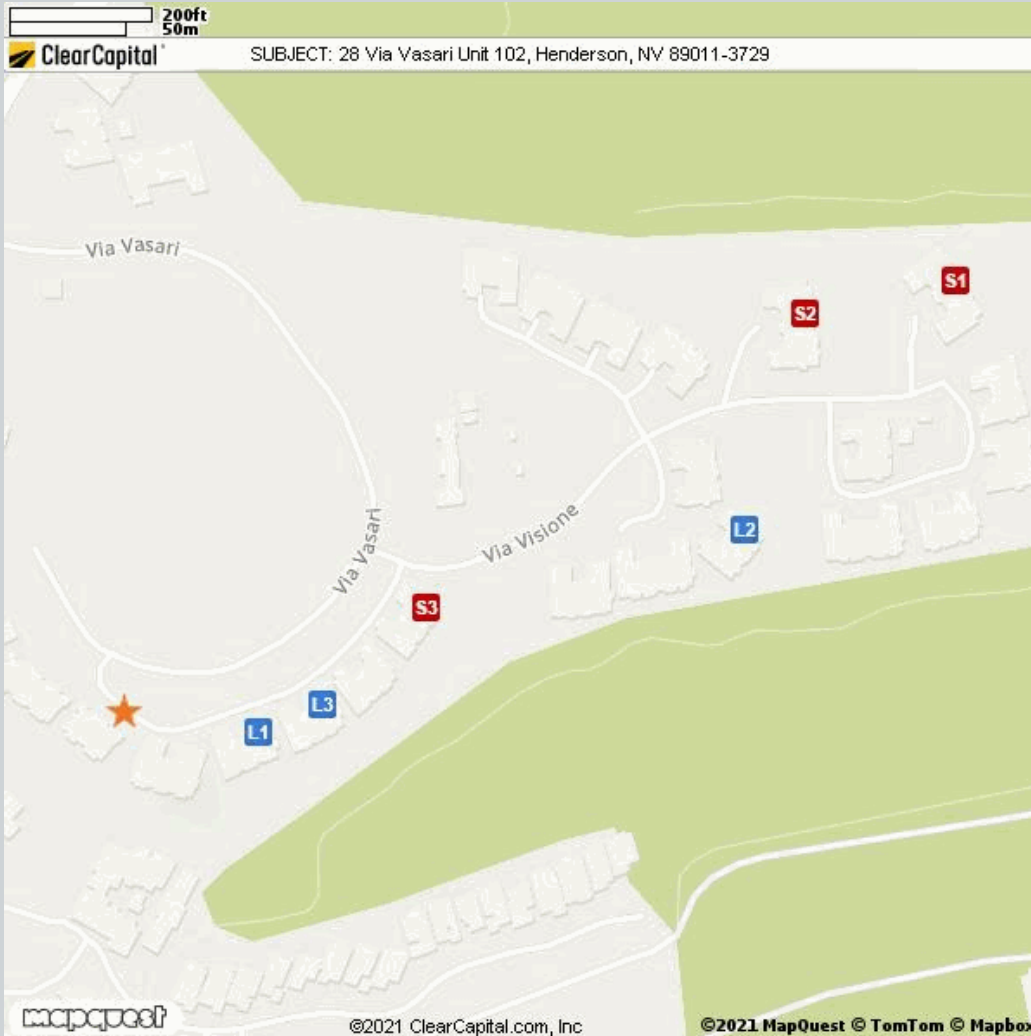 200ft
50m
ClearCapital
SUBJECT: 28 Via Vasari Unit 102, Henderson, NV 89011-3729
Via Vasari
S1
S2
Via Visione
L2
Via Vasari
S3
L3
L1
mapquest
©2021 ClearCapital.com, Inc
©2021 MapQuest © TomTom © Mapbox